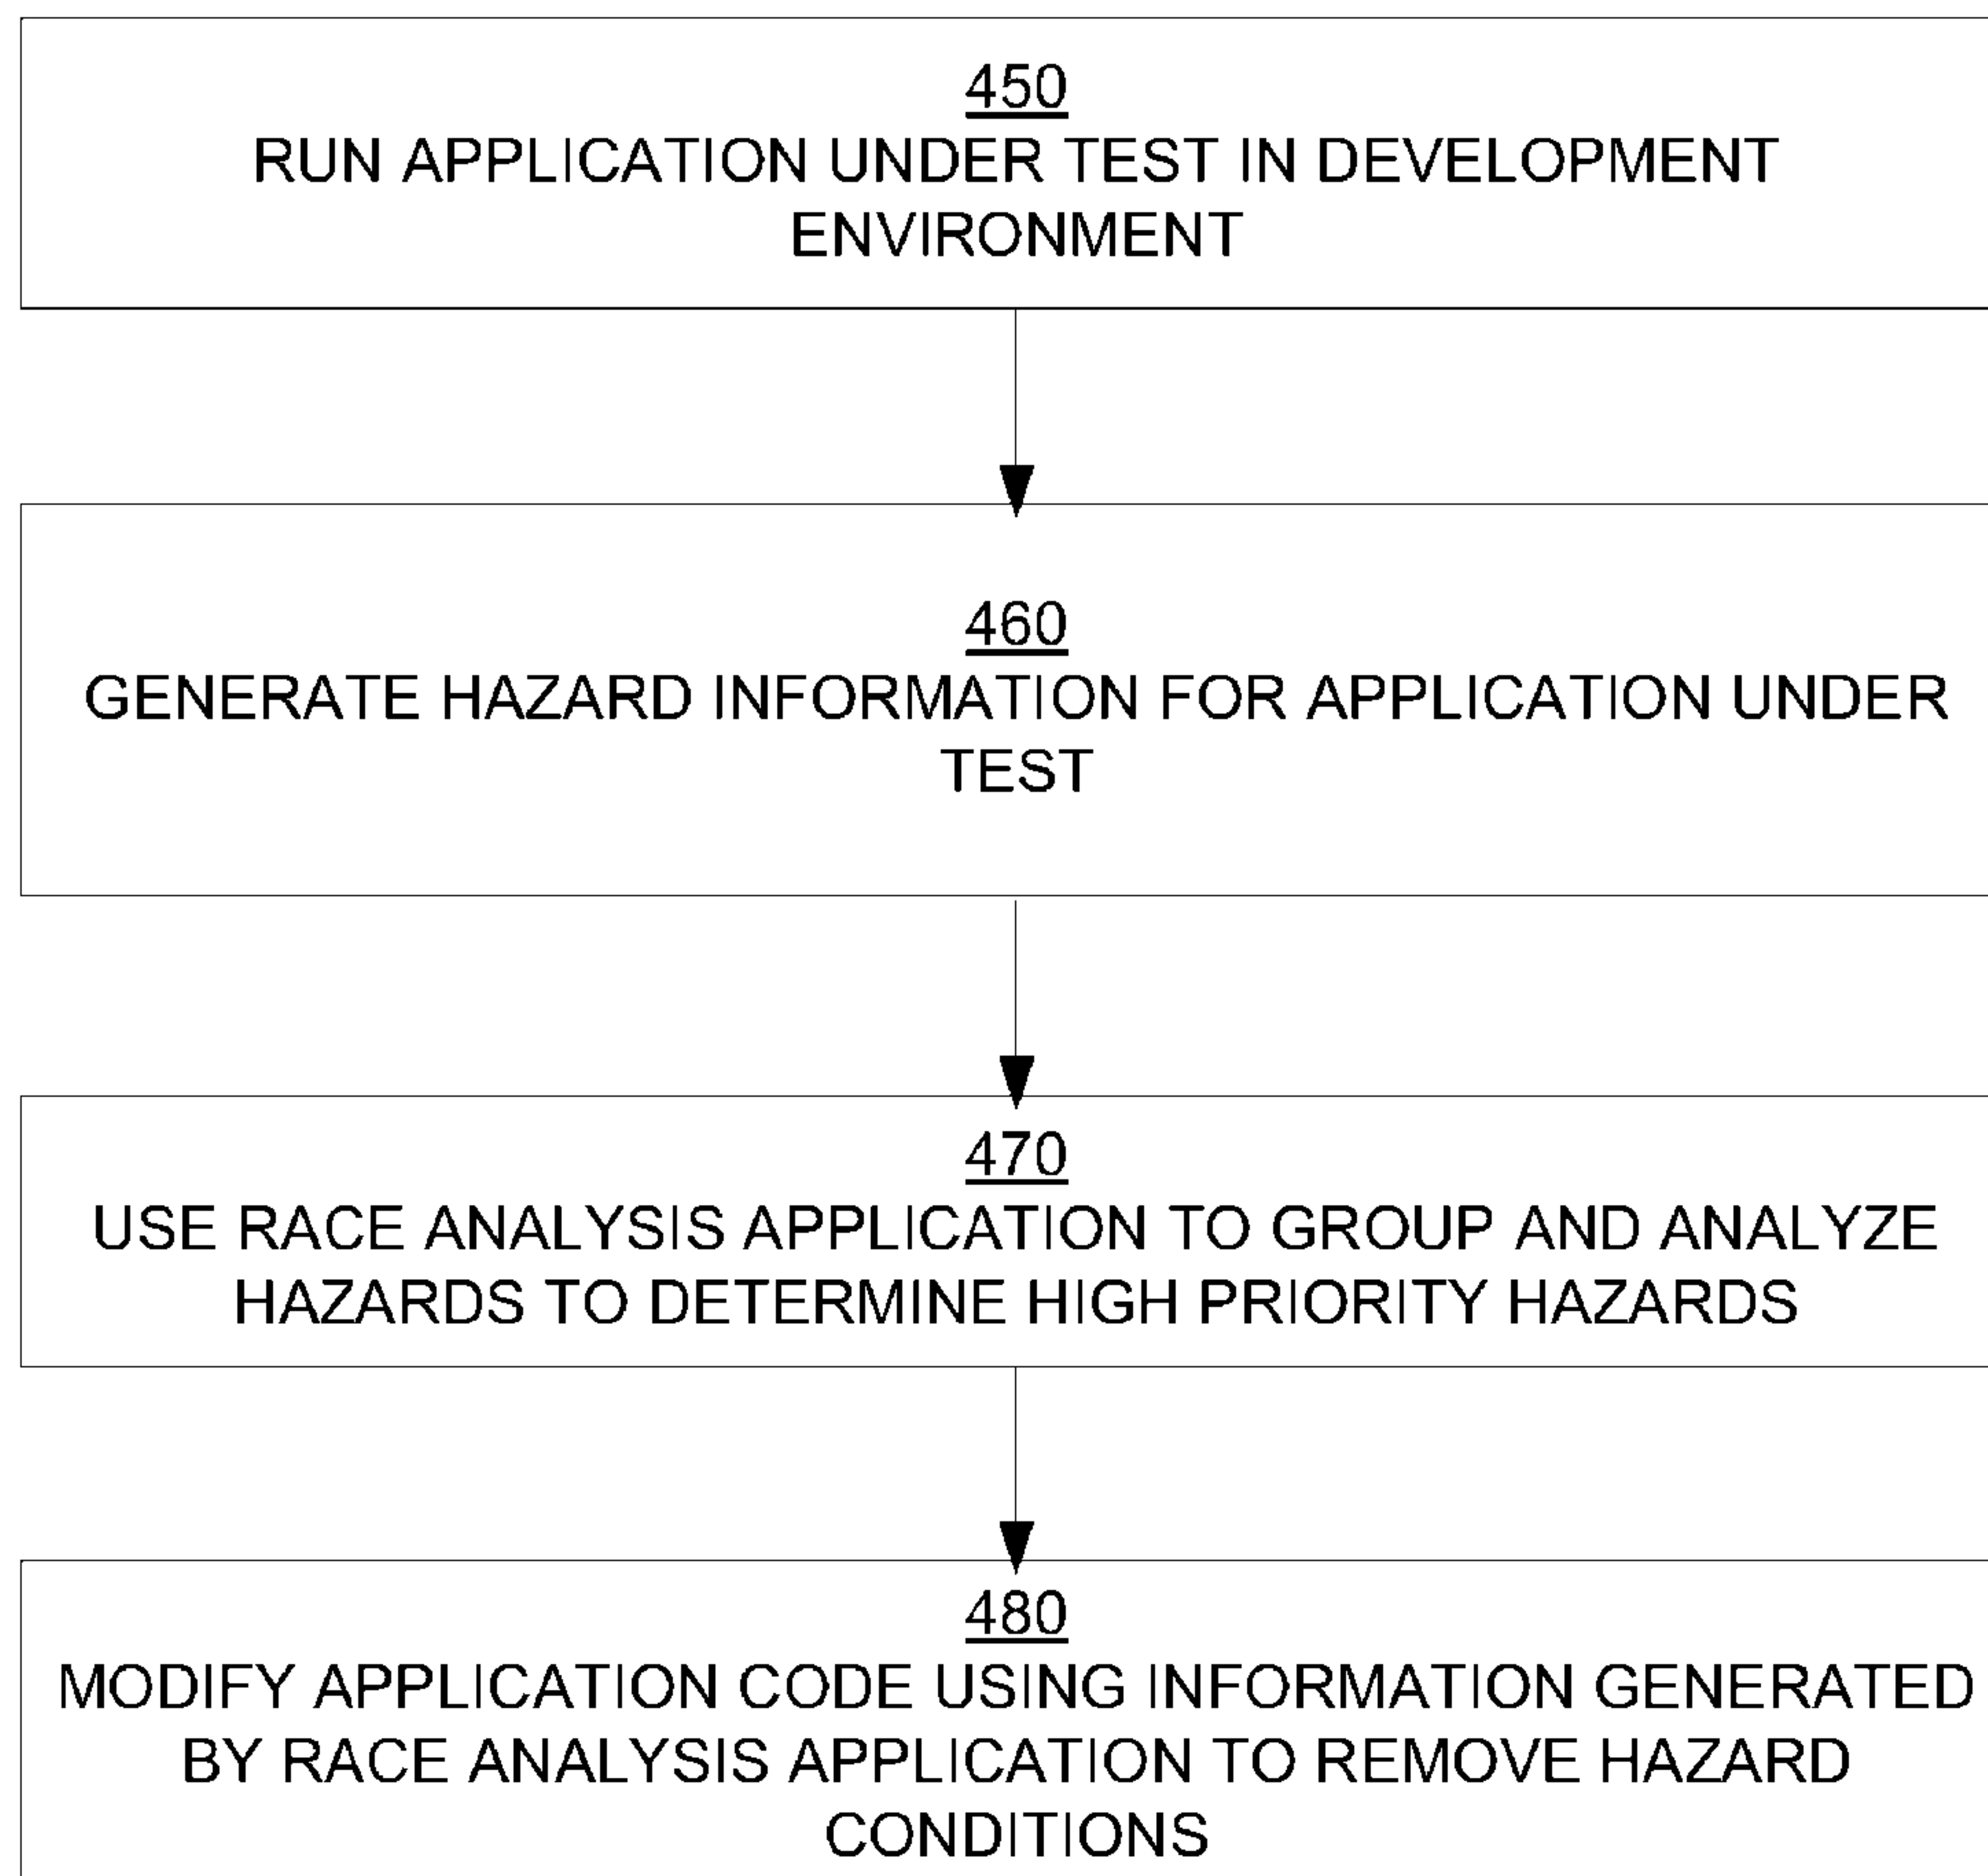 450
RUN APPLICATION UNDER TEST IN DEVELOPMENT
ENVIRONMENT
460
GENERATE HAZARD INFORMATION FOR APPLICATION UNDER
TEST
470
USE RACE ANALYSIS APPLICATION TO GROUP AND ANALYZE
HAZARDS TO DETERMINE HIGH PRIORITY HAZARDS
480
MODIFY APPLICATION CODE USING INFORMATION GENERATED
BY RACE ANALYSIS APPLICATION TO REMOVE HAZARD
CONDITIONS